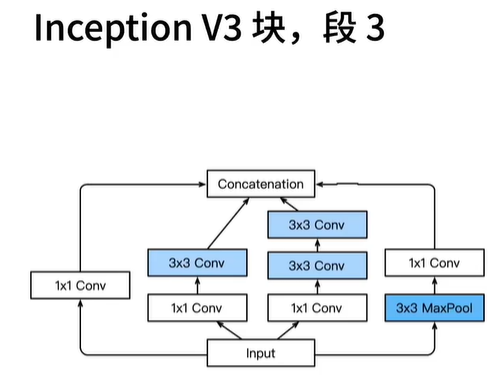 Inception V3 块，段 3
Concatenation
3x3 Conv
3x3 Conv
3x3 Conv
1x1 Conv
1x1 Conv
1x1 Conv
1x1 Conv
3x3 MaxPool
Input